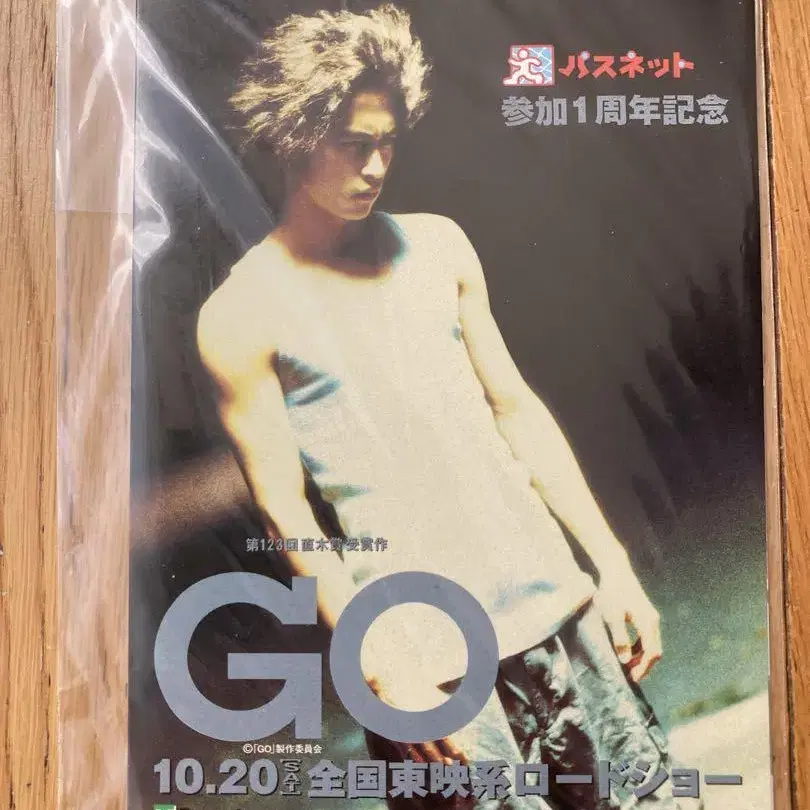 パスネット
参加1周年記念
第123回 直木賞 受賞作
GO
©「GO」製作委員会
10.20[SAT]全国東映系ロードショー